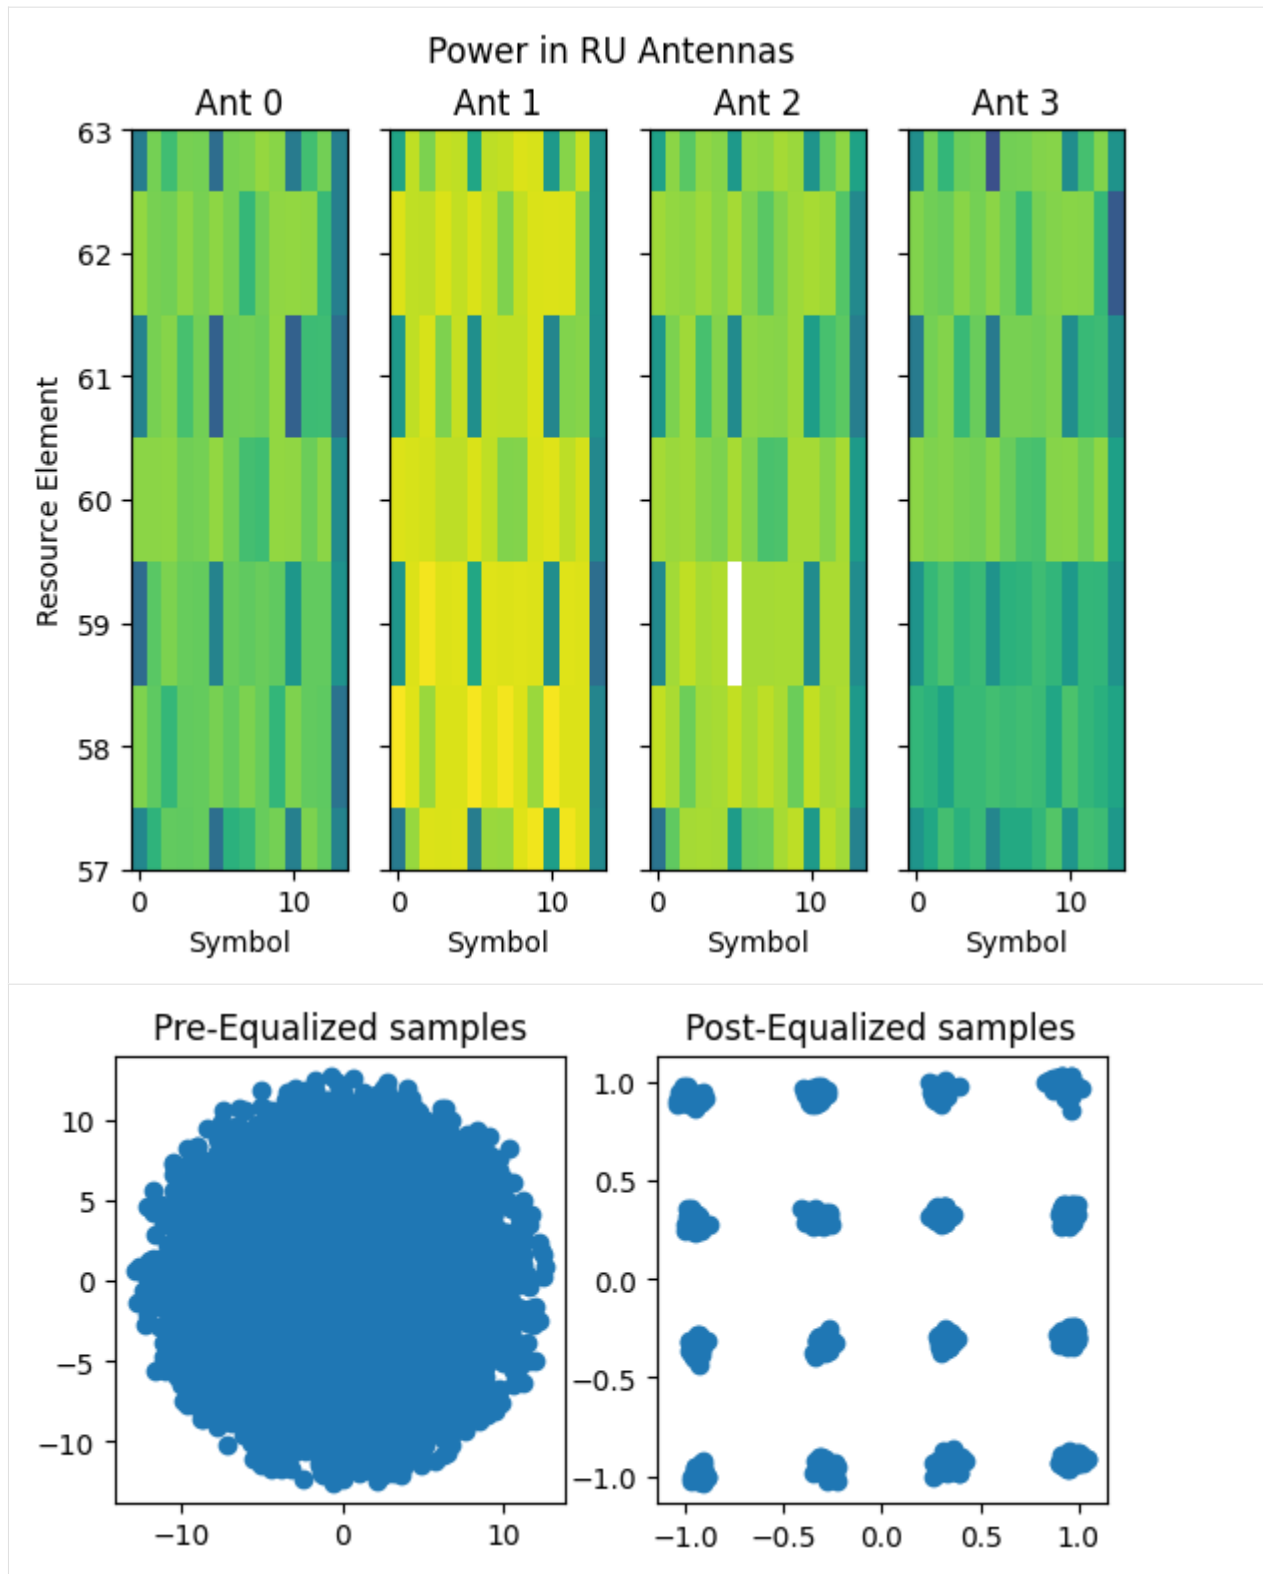 Power in RU Antennas
Ant 0 Ant 1 Ant 2 Ant 3
63
62
61
60
59
58
57
Resource Element
0 10 0 10 0 10 0 10
Symbol Symbol Symbol Symbol
Pre-Equalized samples Post-Equalized samples
10
5
0
−5
−10
−10 0 10
1.0
0.5
0.0
−0.5
−1.0
−1.0 −0.5 0.0 0.5 1.0